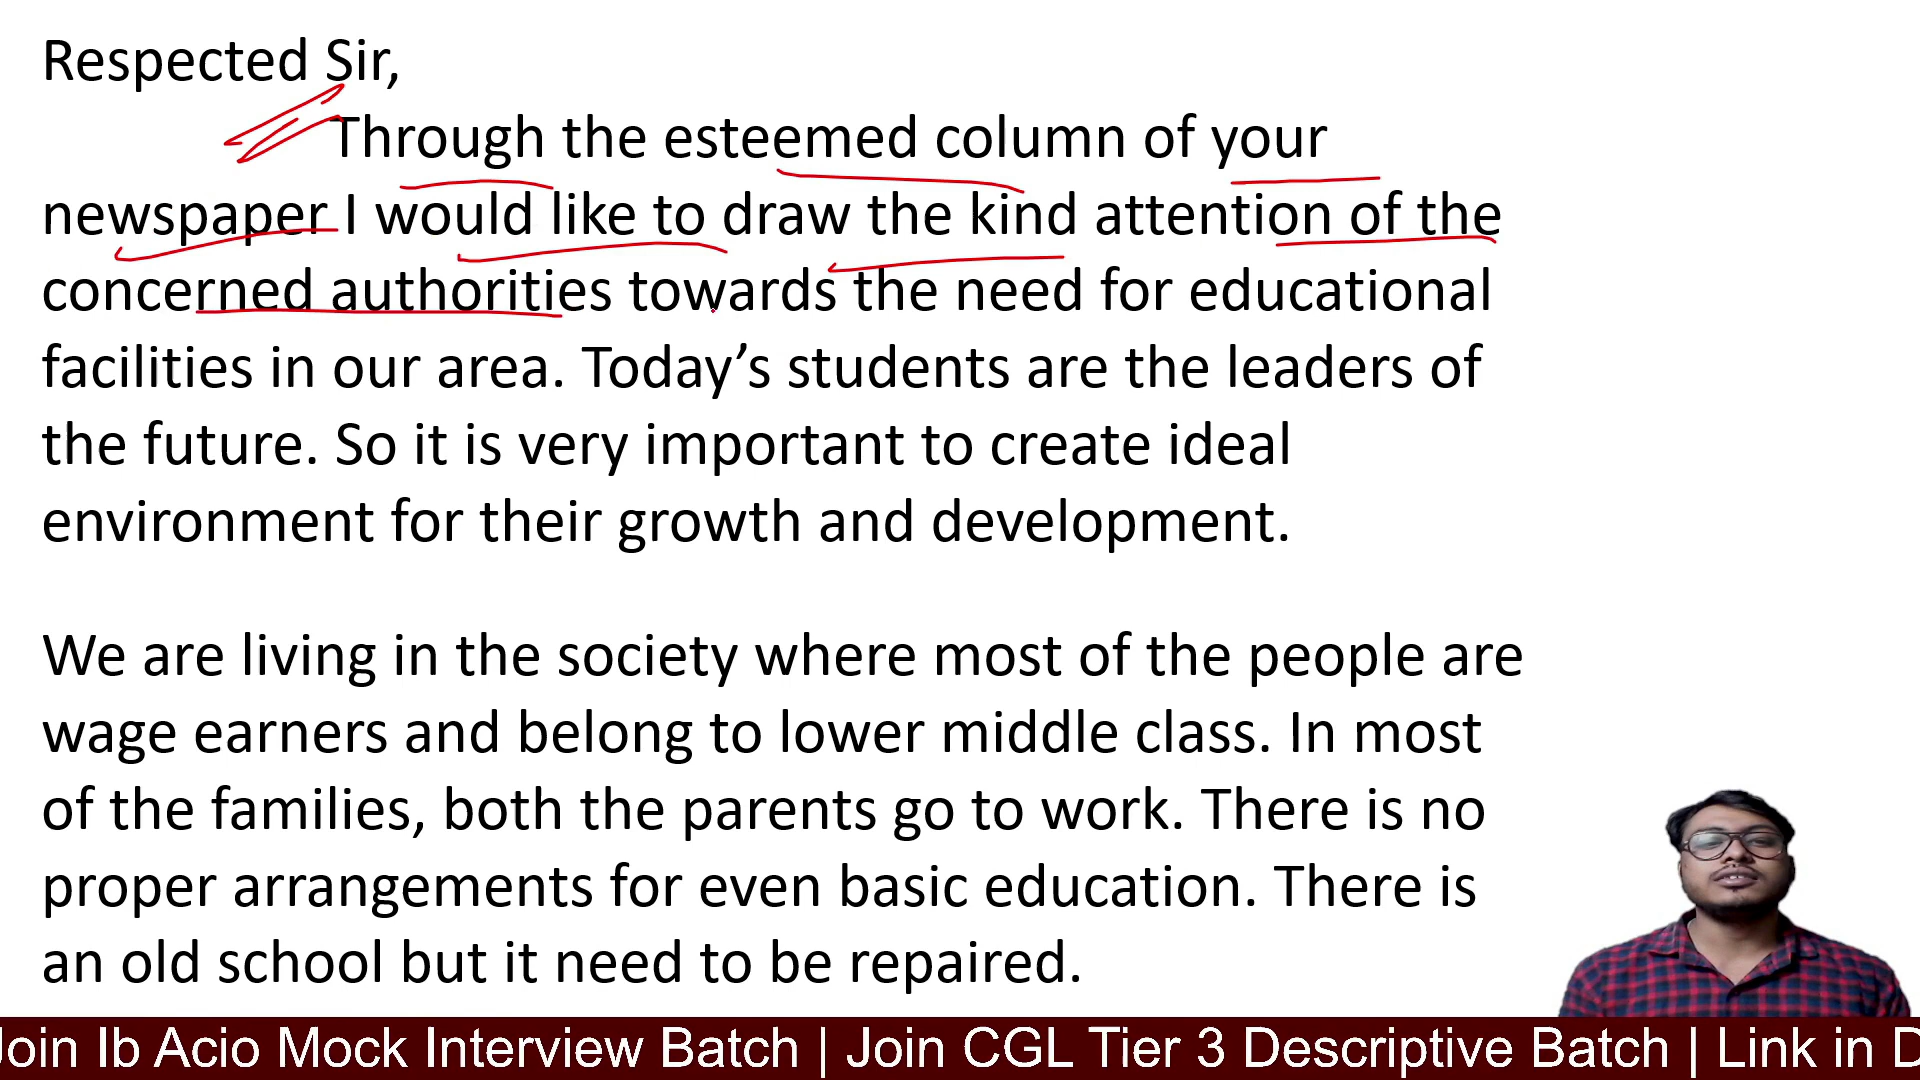 Respected Sir,
Through the esteemed column of your
newspaper I would like to draw the kind attention of the
concerned authorities towards the need for educational
facilities in our area. Today’s students are the leaders of
the future. So it is very important to create ideal
environment for their growth and development.
We are living in the society where most of the people are
wage earners and belong to lower middle class. In most
of the families, both the parents go to work. There is no
proper arrangements for even basic education. There is
an old school but it need to be repaired.
Join Ib Acio Mock Interview Batch | Join CGL Tier 3 Descriptive Batch | Link in D